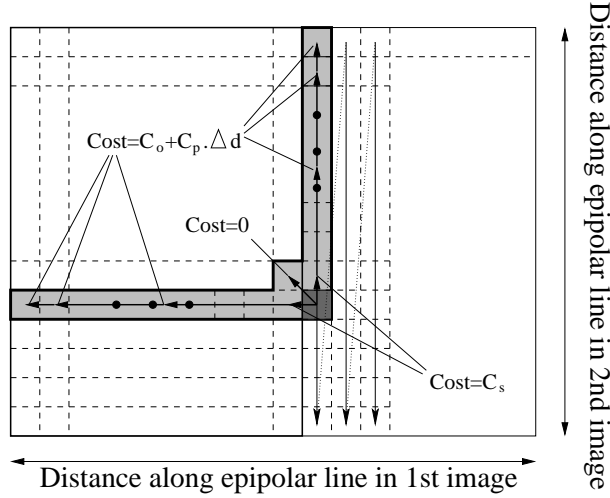 Cost=Cₒ+Cₚ.△d
Cost=0
Cost=Cₛ
Distance along epipolar line in 1st image
Distance along epipolar line in 2nd image